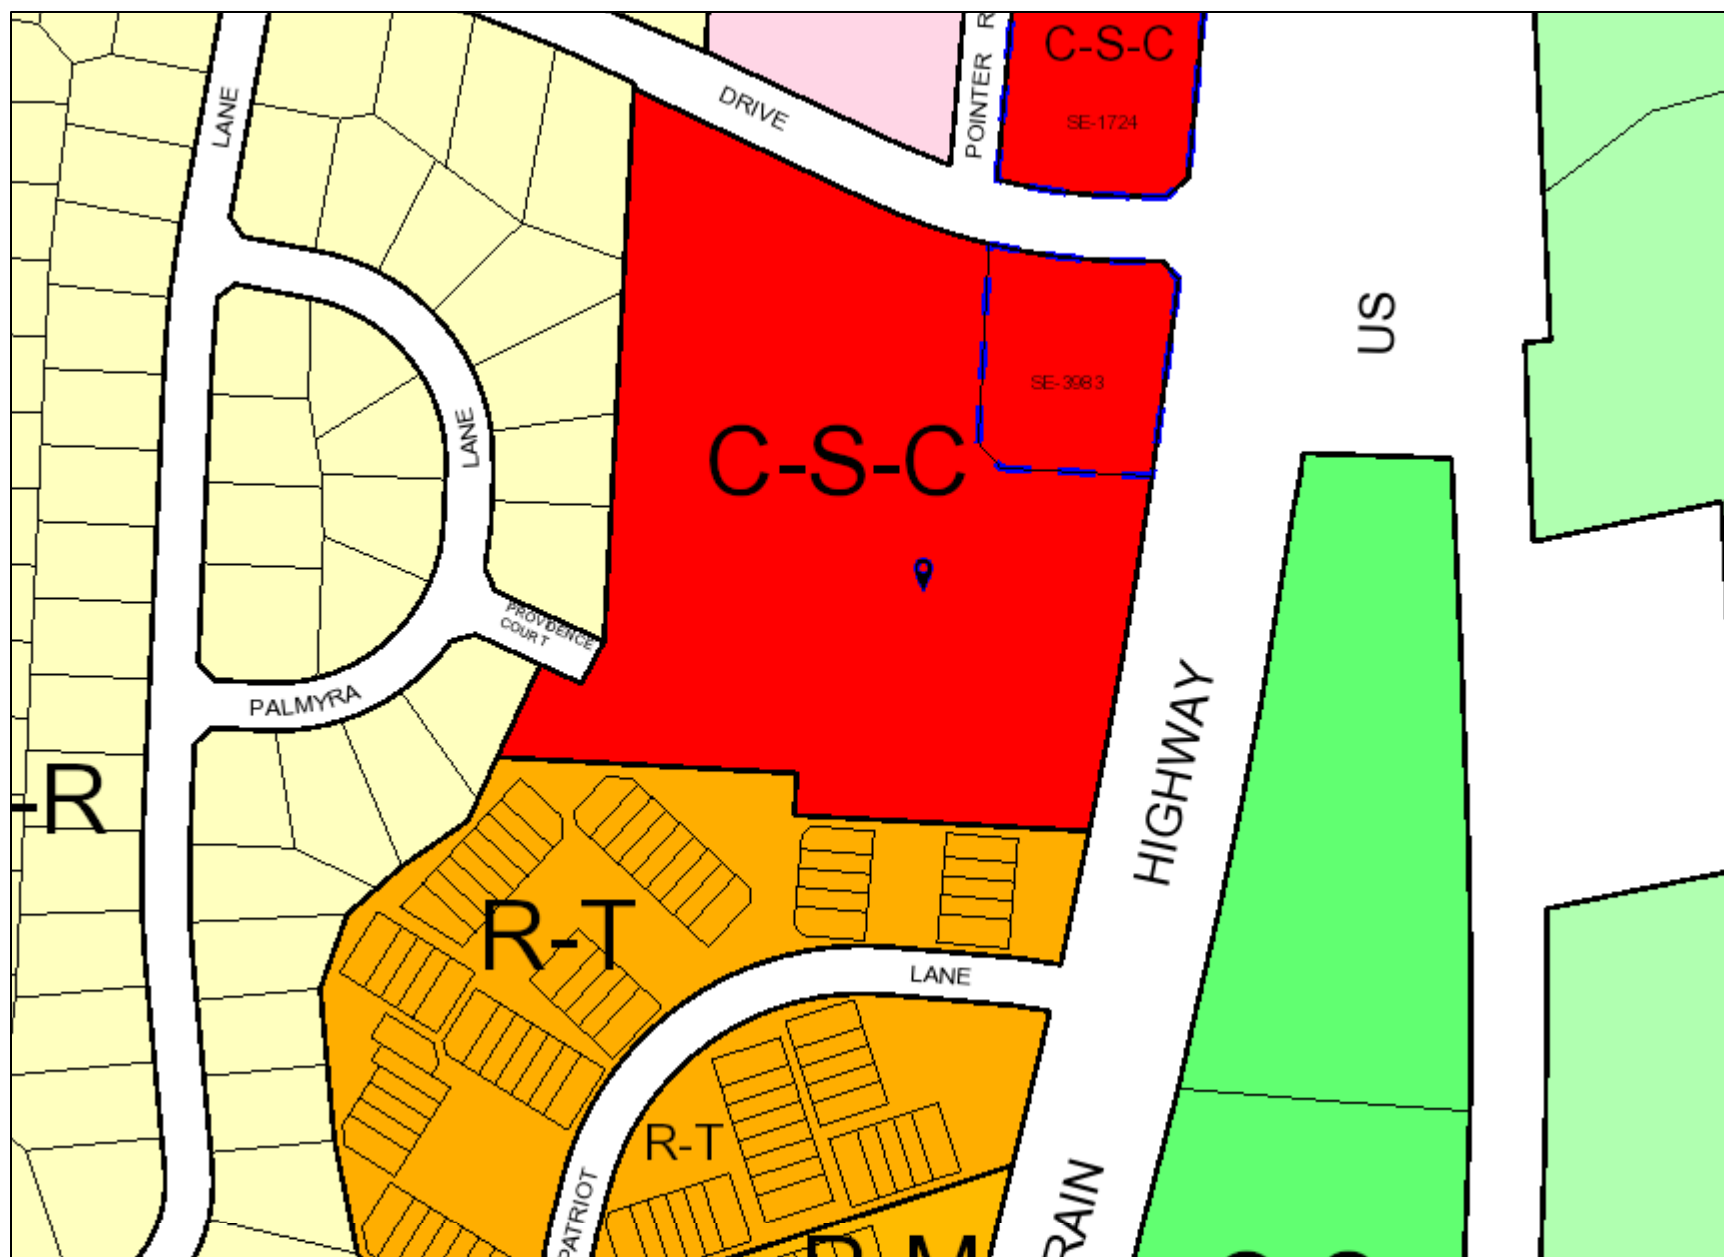 C-S-C
POINTER R
LANE
DRIVE
SE-1724
US
SE-3983
LANE
C-S-C
PROVIDENCE
COURT
PALMYRA
HIGHWAY
-R
R-T
LANE
R-T
PATRIOT
RAIN